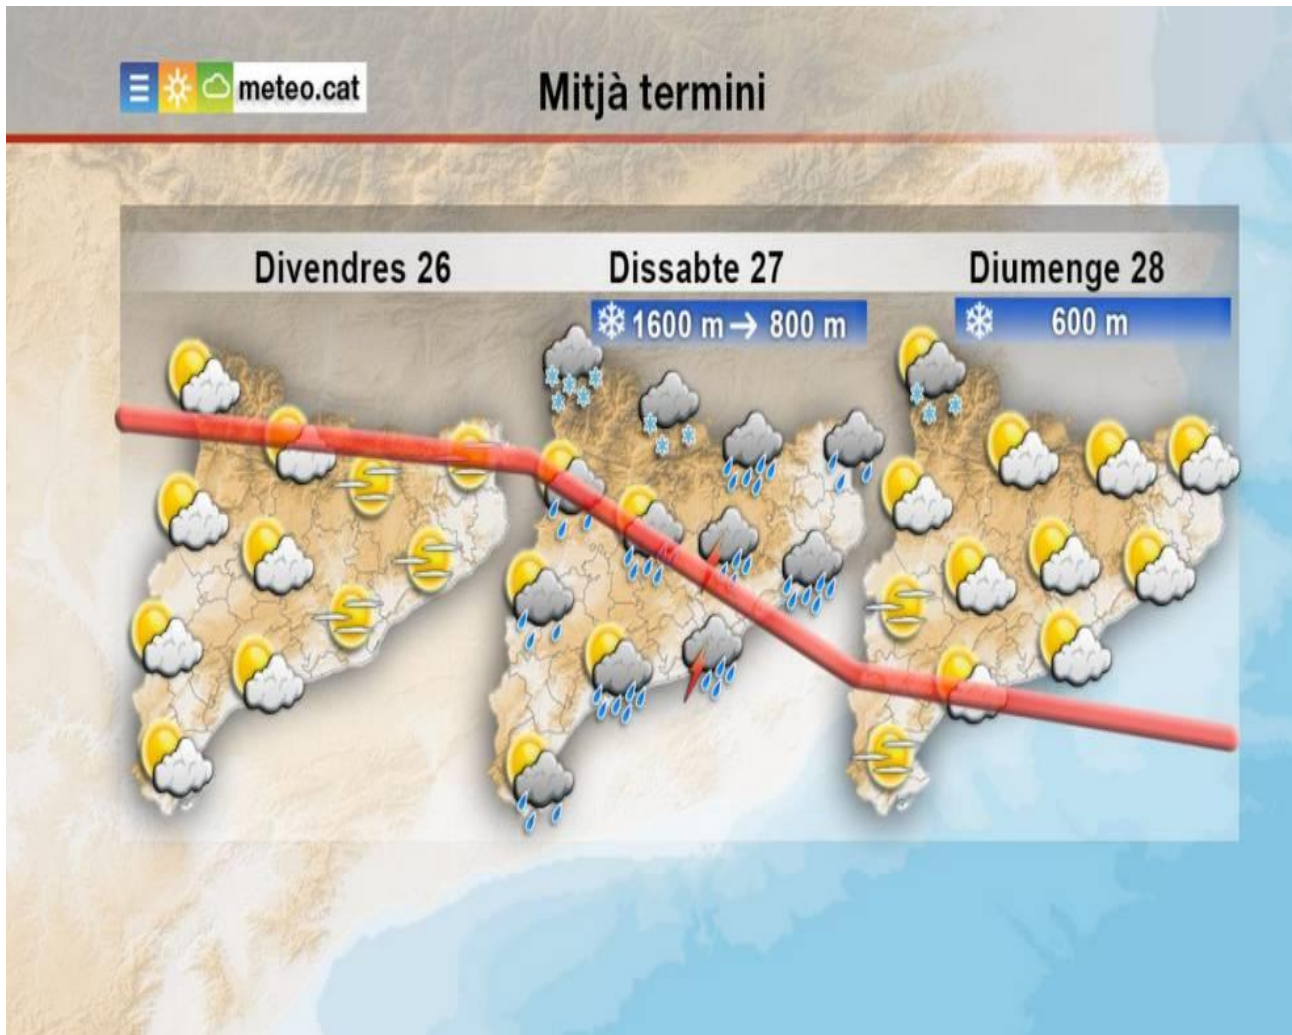 meteo.cat
Mitjà termini
Divendres 26
Dissabte 27
Diumenge 28
1600 m → 800 m
600 m